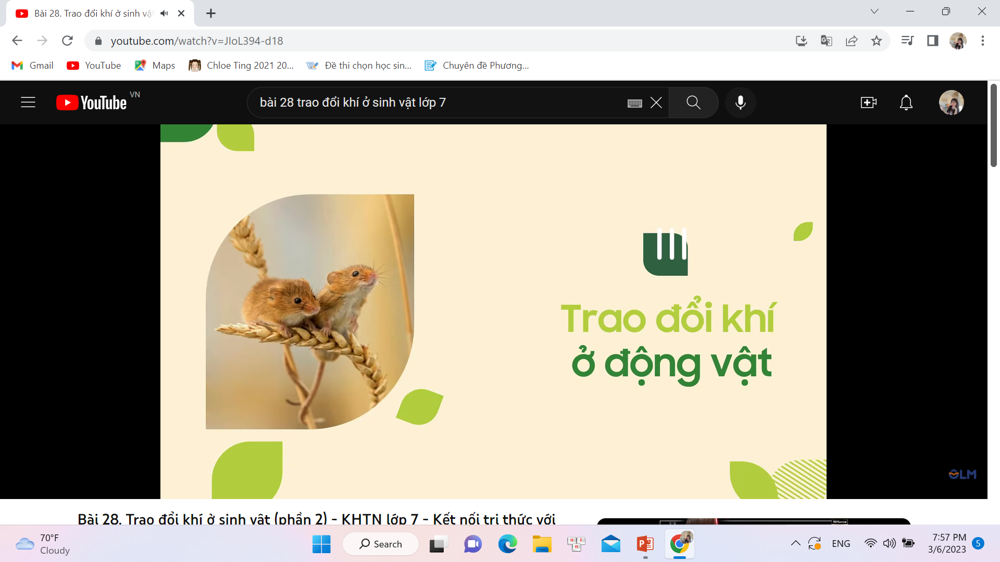 Bài 28. Trao đổi khí ở sinh vật
youtube.com/watch?v=JIoL394-d18
Gmail
YouTube
Maps
Chloe Ting 2021 20...
Đề thi chọn học sin...
Chuyên đề Phương...
YouTube VN
bài 28 trao đổi khí ở sinh vật lớp 7
III
Trao đổi khí
ở động vật
OLM
Bài 28. Trao đổi khí ở sinh vật (phần 2) - KHTN lớp 7 - Kết nối tri thức với
TRESemmé
70°F
Cloudy
Search
ENG
7:57 PM
3/6/2023
5